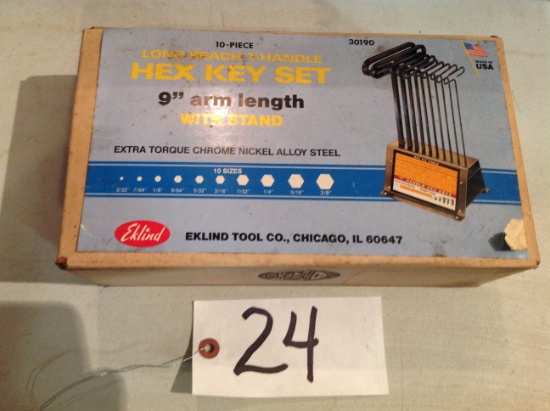 10-PIECE
30190
LONG REACH T-HANDLE
HEX KEY SET
9” arm length
WITH STAND
MADE IN
USA
EXTRA TORQUE CHROME NICKEL ALLOY STEEL
10 SIZES
3/32" 7/64" 1/8" 9/64" 5/32" 3/16" 7/32" 1/4" 5/16" 3/8"
Eklind
EKLIND TOOL CO., CHICAGO, IL 60647
24